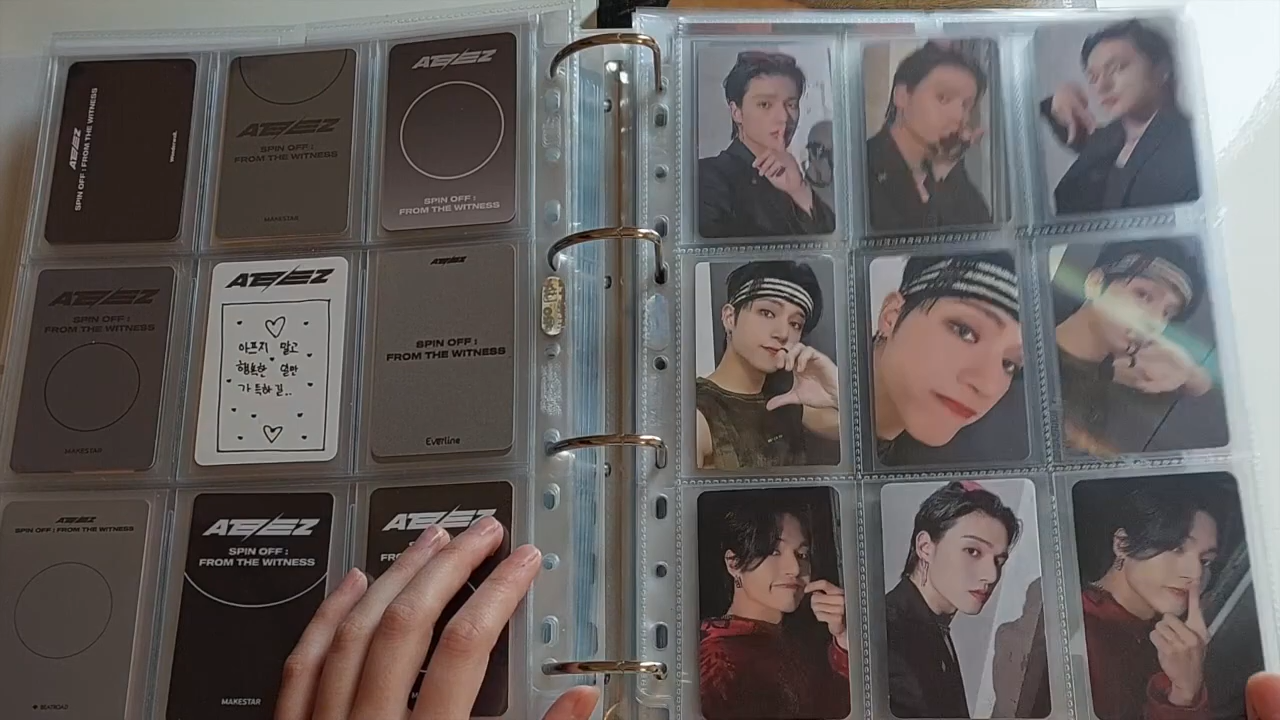 ATEEZ
SPIN OFF : FROM THE WITNESS
Withfans
ATEEZ
SPIN OFF :
FROM THE WITNESS
MAKESTAR
ATEEZ
SPIN OFF :
FROM THE WITNESS
ATEEZ
SPIN OFF :
FROM THE WITNESS
MAKESTAR
ATEEZ
아프지 말고
행복한 일만
가득하길..
ATEEZ
SPIN OFF :
FROM THE WITNESS
Everline
ATEEZ
SPIN OFF : FROM THE WITNESS
BEATROAD
ATEEZ
SPIN OFF :
FROM THE WITNESS
MAKESTAR
ATEEZ